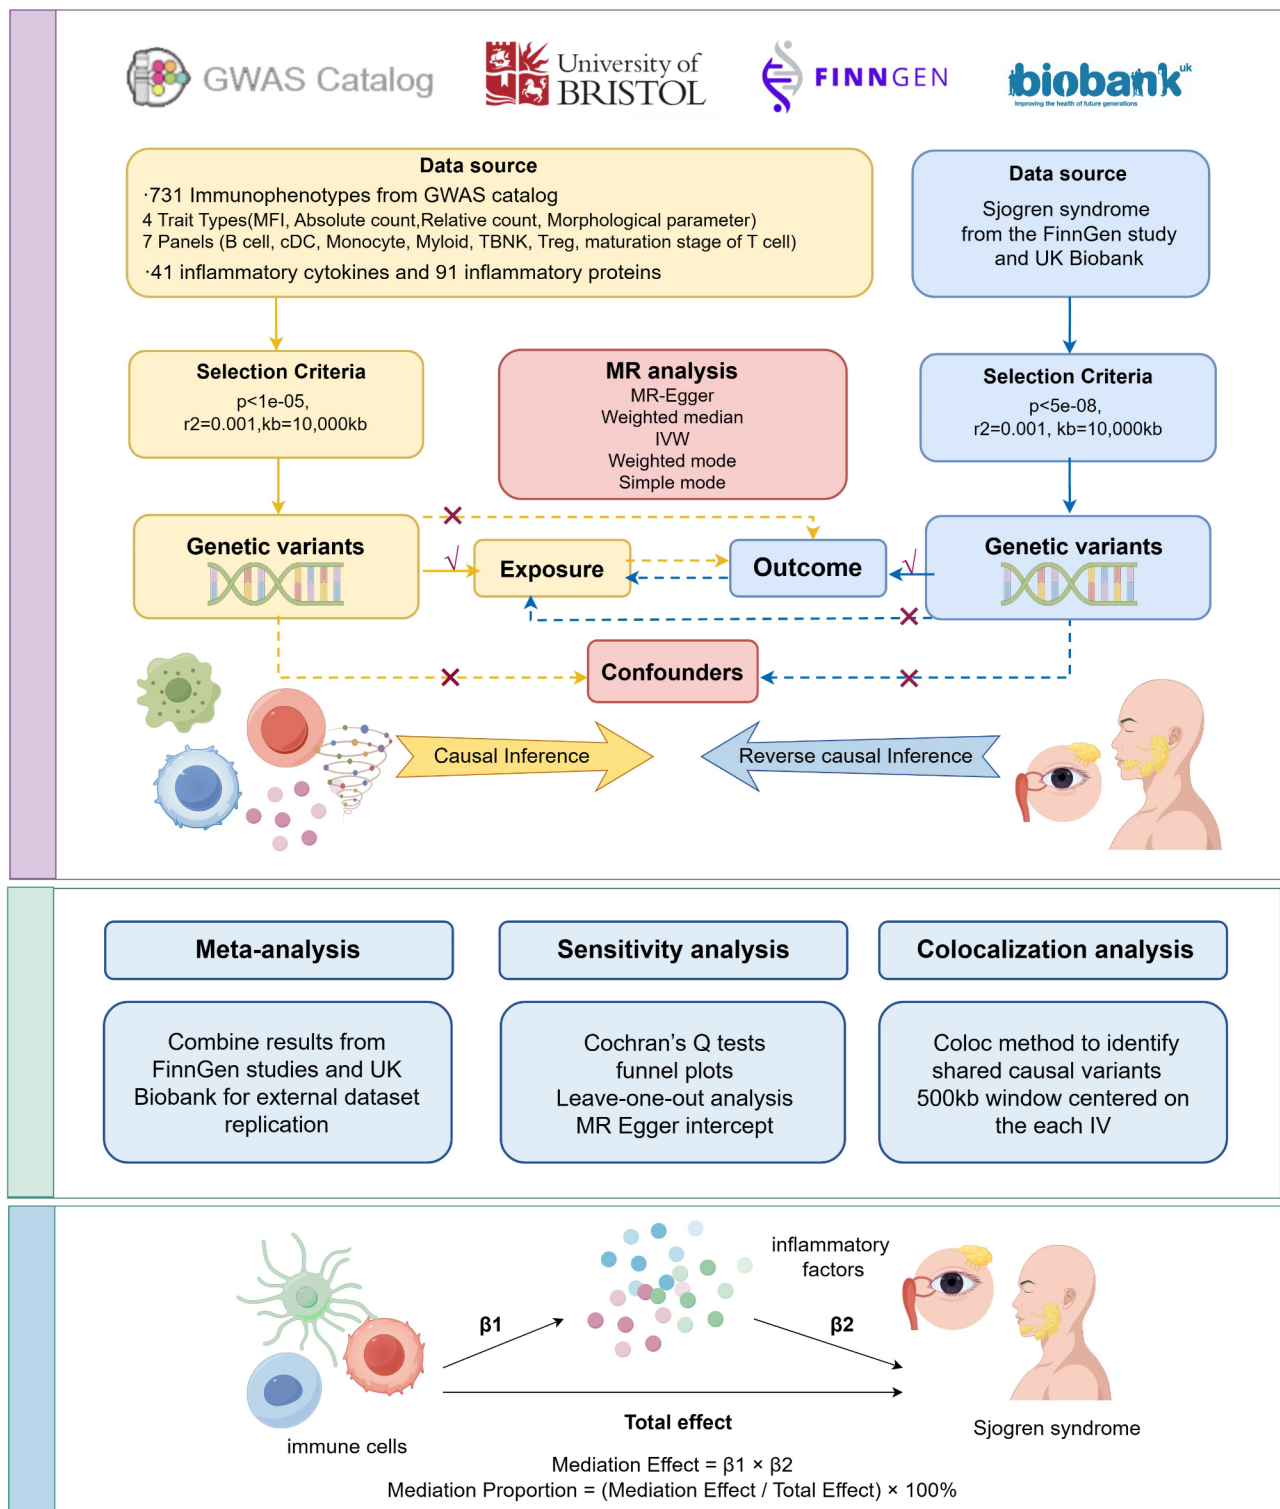 GWAS Catalog
University of
BRISTOL
FINNGEN
biobank uk
Improving the health of future generations
Data source
·731 Immunophenotypes from GWAS catalog
4 Trait Types(MFI, Absolute count,Relative count, Morphological parameter)
7 Panels (B cell, cDC, Monocyte, Myloid, TBNK, Treg, maturation stage of T cell)
·41 inflammatory cytokines and 91 inflammatory proteins
Data source
Sjogren syndrome
from the FinnGen study
and UK Biobank
Selection Criteria
p<1e-05,
r2=0.001,kb=10,000kb
MR analysis
MR-Egger
Weighted median
IVW
Weighted mode
Simple mode
Selection Criteria
p<5e-08,
r2=0.001, kb=10,000kb
Genetic variants
√
Exposure
Outcome
√
Genetic variants
Confounders
Causal Inference
Reverse causal Inference
Meta-analysis
Sensitivity analysis
Colocalization analysis
Combine results from
FinnGen studies and UK
Biobank for external dataset
replication
Cochran's Q tests
funnel plots
Leave-one-out analysis
MR Egger intercept
Coloc method to identify
shared causal variants
500kb window centered on
the each IV
inflammatory
factors
β1
β2
Total effect
immune cells
Sjogren syndrome
Mediation Effect = β1 × β2
Mediation Proportion = (Mediation Effect / Total Effect) × 100%